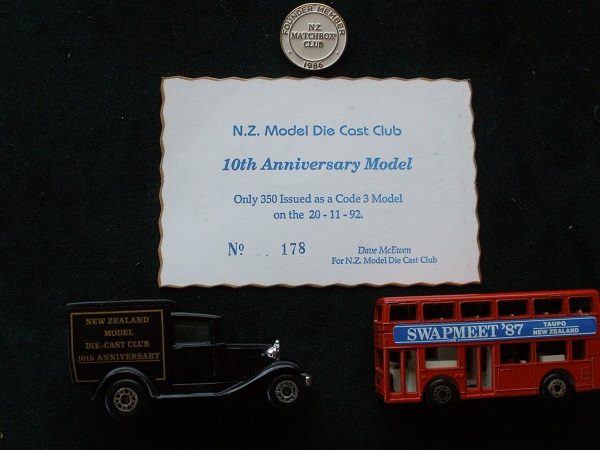 FOUNDER MEMBER
N.Z.
MATCHBOX
CLUB
1986
N.Z. Model Die Cast Club
10th Anniversary Model
Only 350 Issued as a Code 3 Model
on the 20 - 11 - 92.
Nº 178
Dave McEwen
For N.Z. Model Die Cast Club
NEW ZEALAND
MODEL
DIE-CAST CLUB
10th ANNIVERSARY
SWAPMEET '87
TAUPO
NEW ZEALAND